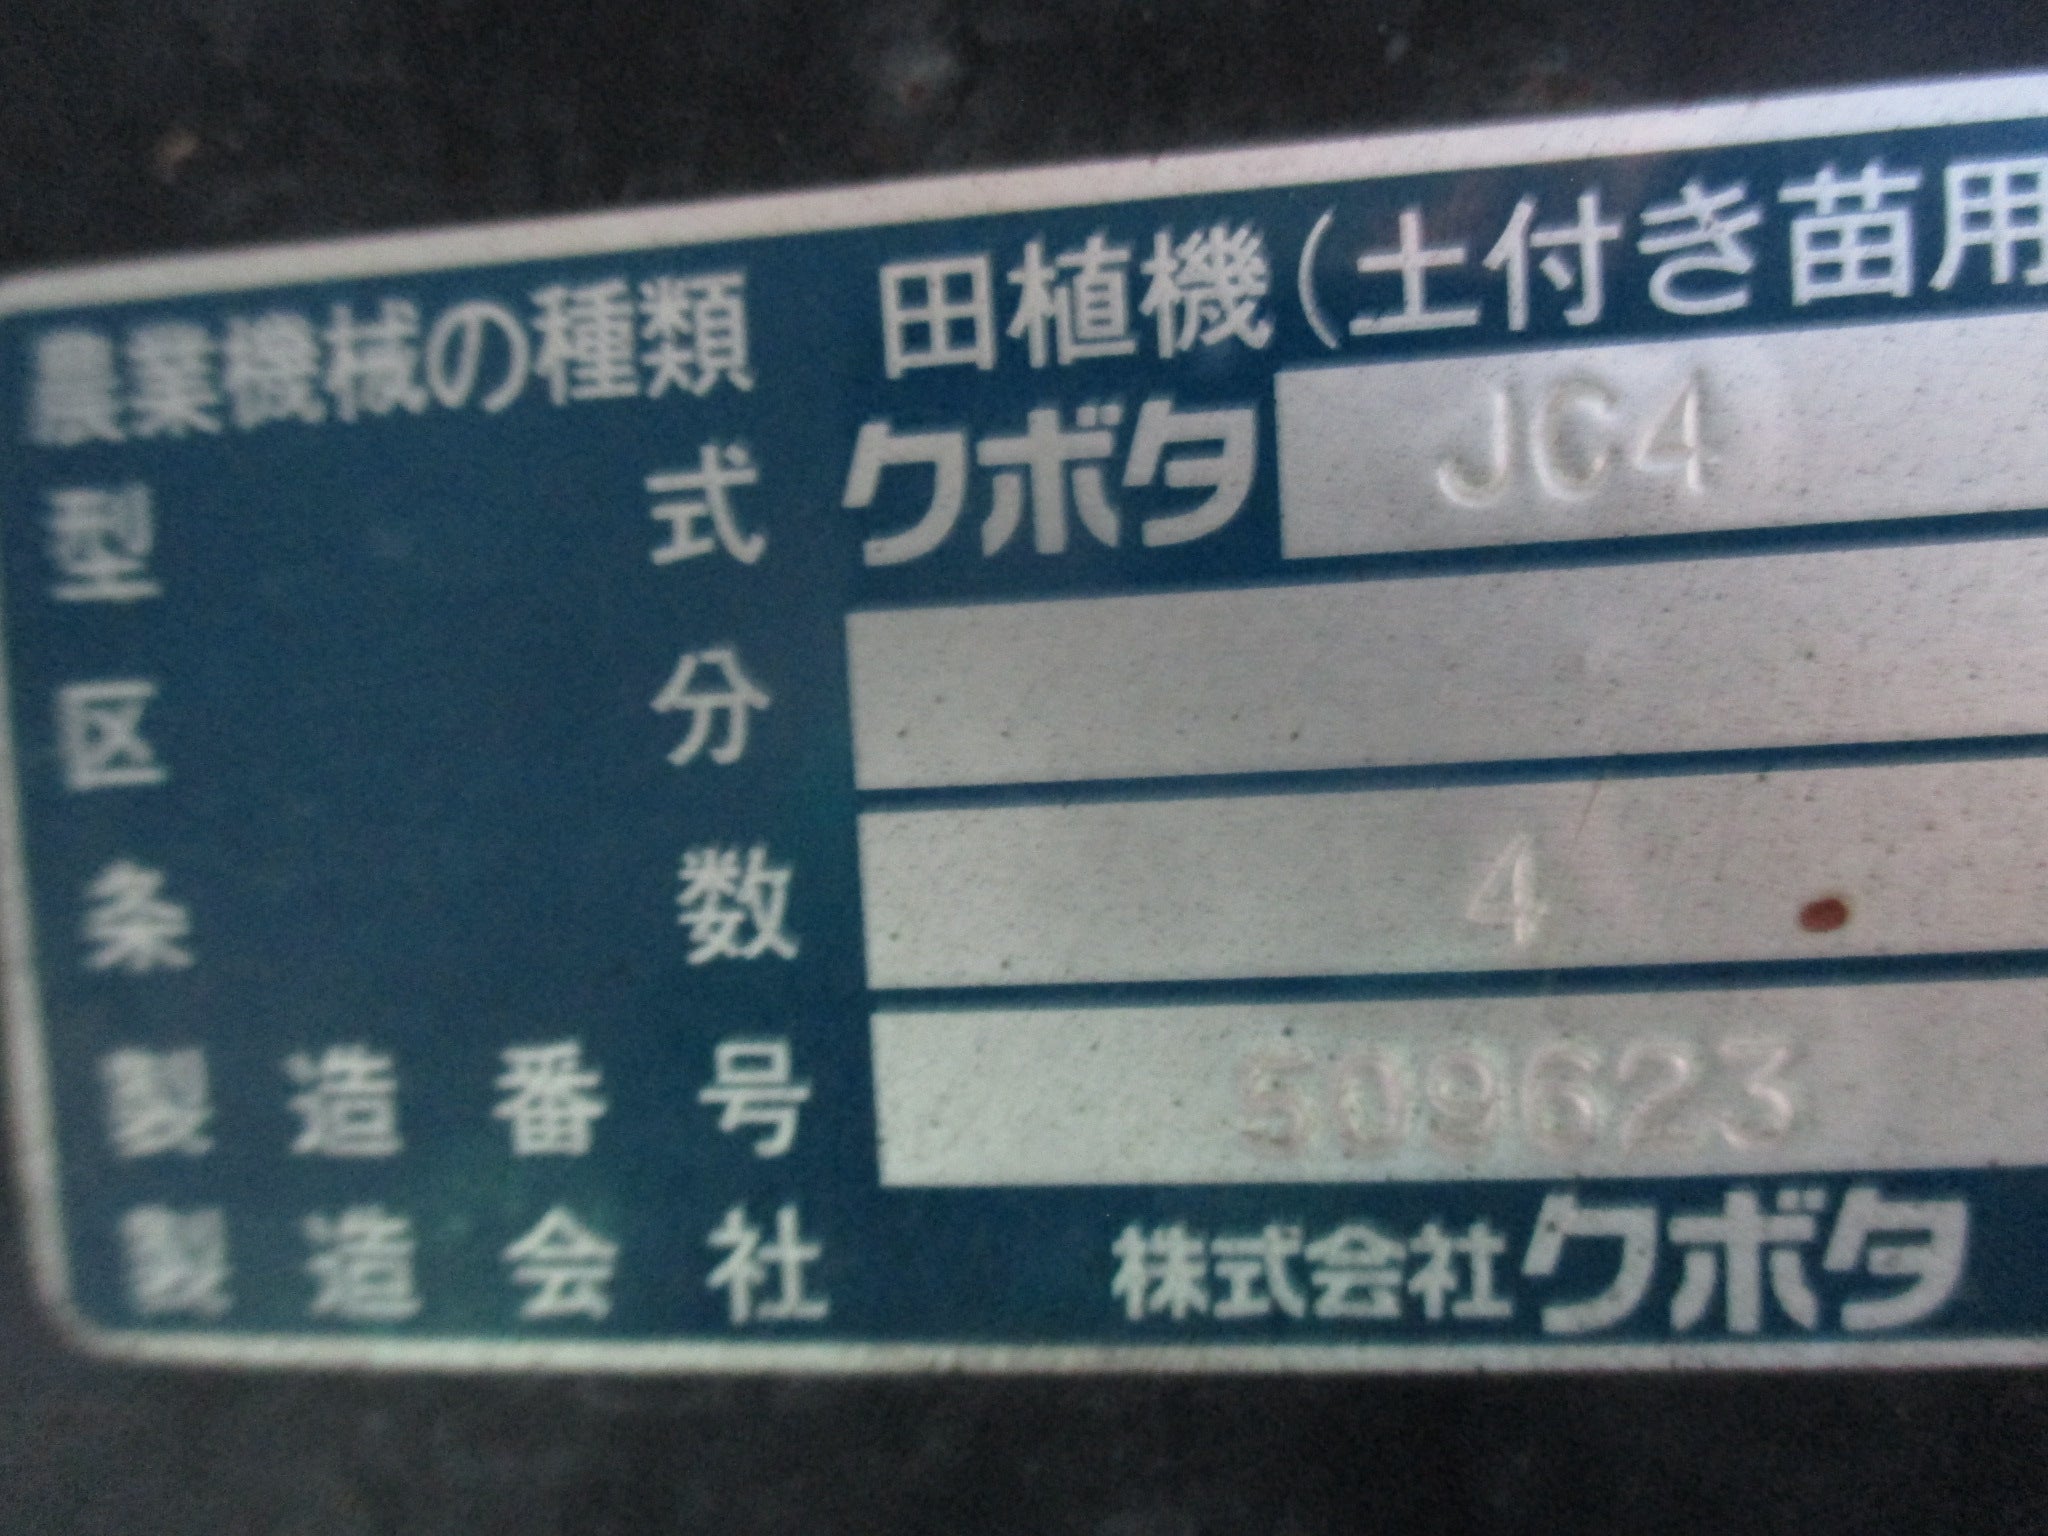 農業機械の種類 田植機(土付き苗用
型式 クボタ JC4
区分
条数 4
製造番号 509623
製造会社 株式会社クボタ